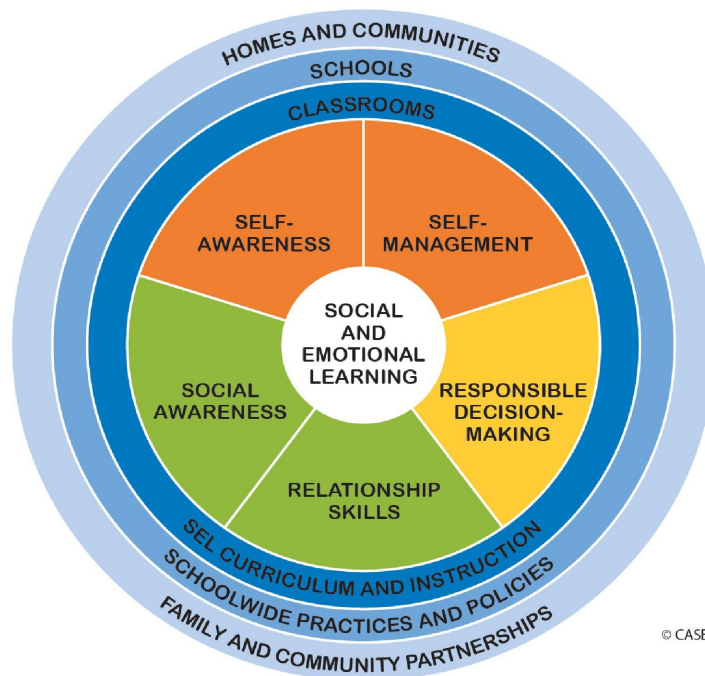 HOMES AND COMMUNITIES
SCHOOLS
CLASSROOMS
SELF-
AWARENESS
SELF-
MANAGEMENT
SOCIAL
AND
EMOTIONAL
LEARNING
SOCIAL
AWARENESS
RESPONSIBLE
DECISION-
MAKING
RELATIONSHIP
SKILLS
SEL CURRICULUM AND INSTRUCTION
SCHOOLWIDE PRACTICES AND POLICIES
FAMILY AND COMMUNITY PARTNERSHIPS
© CASE